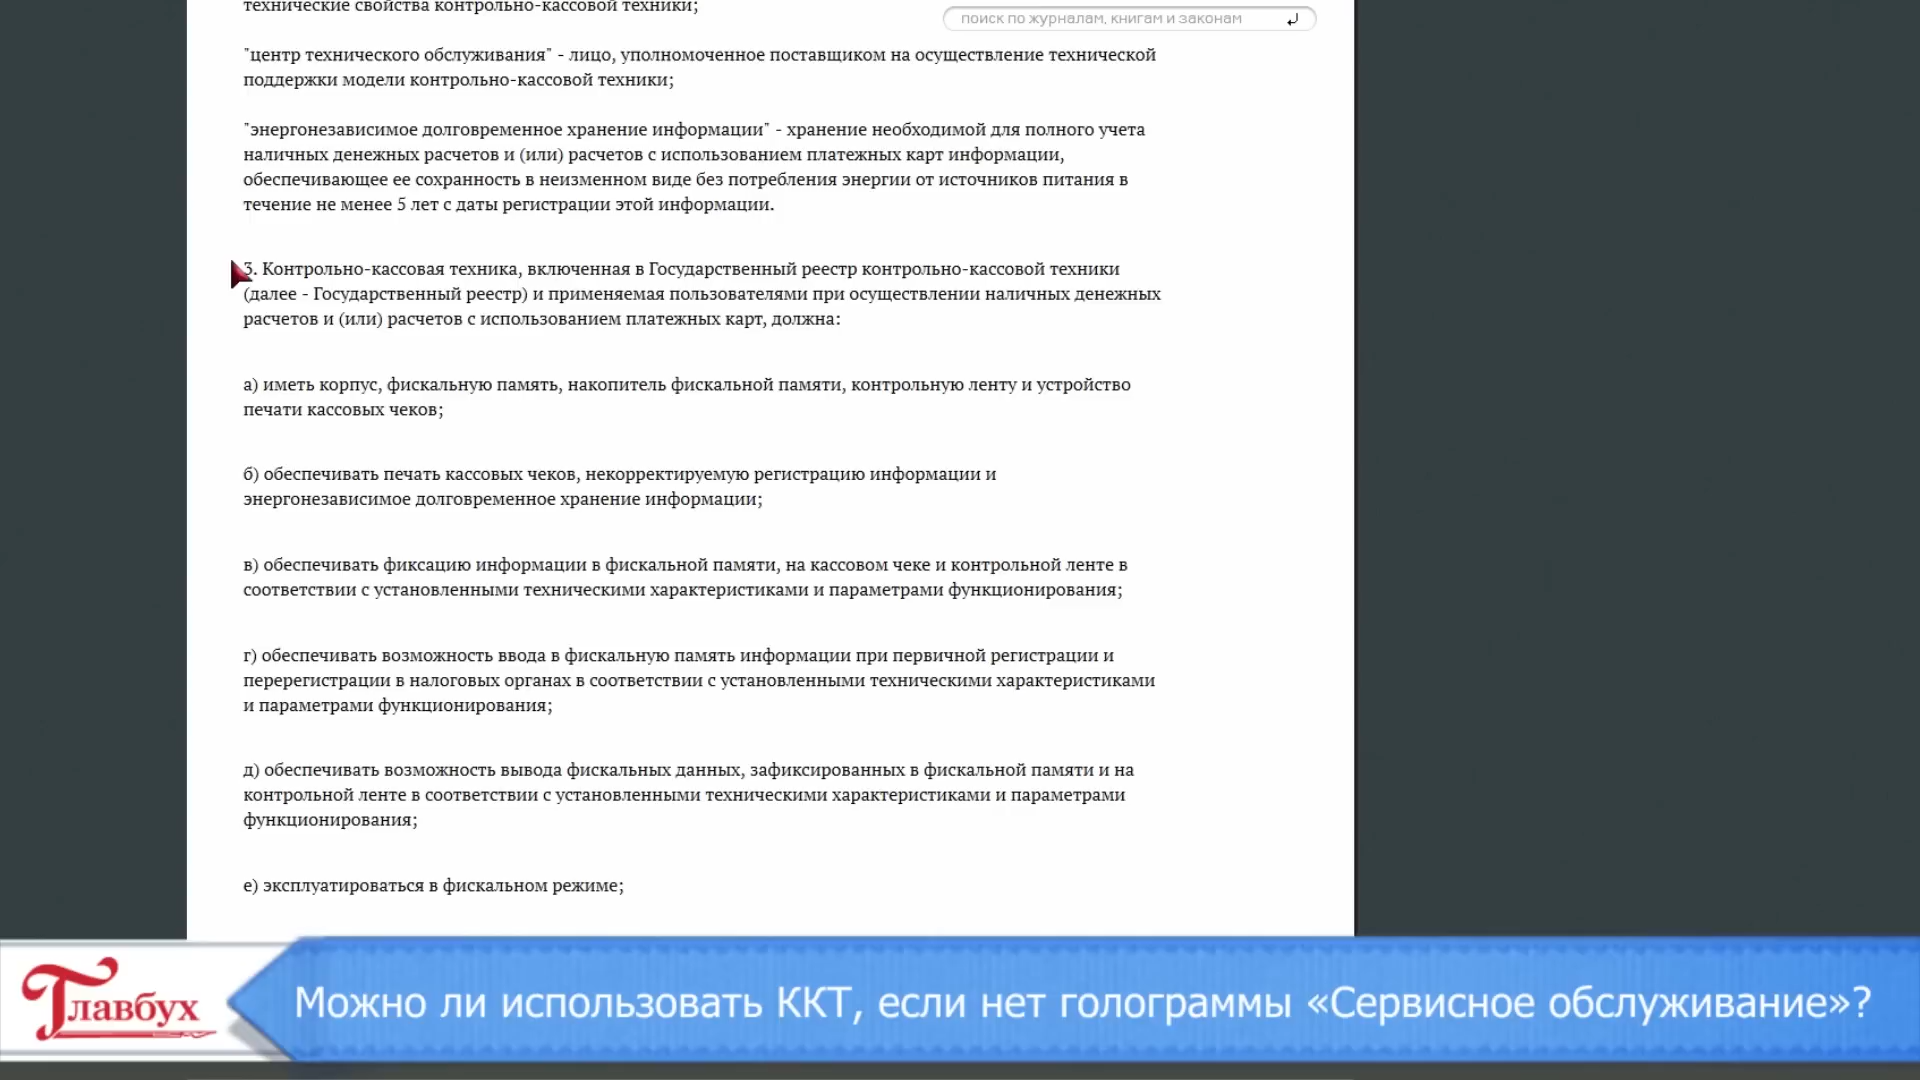 технические свойства контрольно-кассовой техники;
поиск по журналам, книгам и законам
"центр технического обслуживания" - лицо, уполномоченное поставщиком на осуществление технической
поддержки модели контрольно-кассовой техники;
"энергонезависимое долговременное хранение информации" - хранение необходимой для полного учета
наличных денежных расчетов и (или) расчетов с использованием платежных карт информации,
обеспечивающее ее сохранность в неизменном виде без потребления энергии от источников питания в
течение не менее 5 лет с даты регистрации этой информации.
3. Контрольно-кассовая техника, включенная в Государственный реестр контрольно-кассовой техники
(далее - Государственный реестр) и применяемая пользователями при осуществлении наличных денежных
расчетов и (или) расчетов с использованием платежных карт, должна:
а) иметь корпус, фискальную память, накопитель фискальной памяти, контрольную ленту и устройство
печати кассовых чеков;
б) обеспечивать печать кассовых чеков, некорректируемую регистрацию информации и
энергонезависимое долговременное хранение информации;
в) обеспечивать фиксацию информации в фискальной памяти, на кассовом чеке и контрольной ленте в
соответствии с установленными техническими характеристиками и параметрами функционирования;
г) обеспечивать возможность ввода в фискальную память информации при первичной регистрации и
перерегистрации в налоговых органах в соответствии с установленными техническими характеристиками
и параметрами функционирования;
д) обеспечивать возможность вывода фискальных данных, зафиксированных в фискальной памяти и на
контрольной ленте в соответствии с установленными техническими характеристиками и параметрами
функционирования;
е) эксплуатироваться в фискальном режиме;
Главбух
Можно ли использовать ККТ, если нет голограммы «Сервисное обслуживание»?